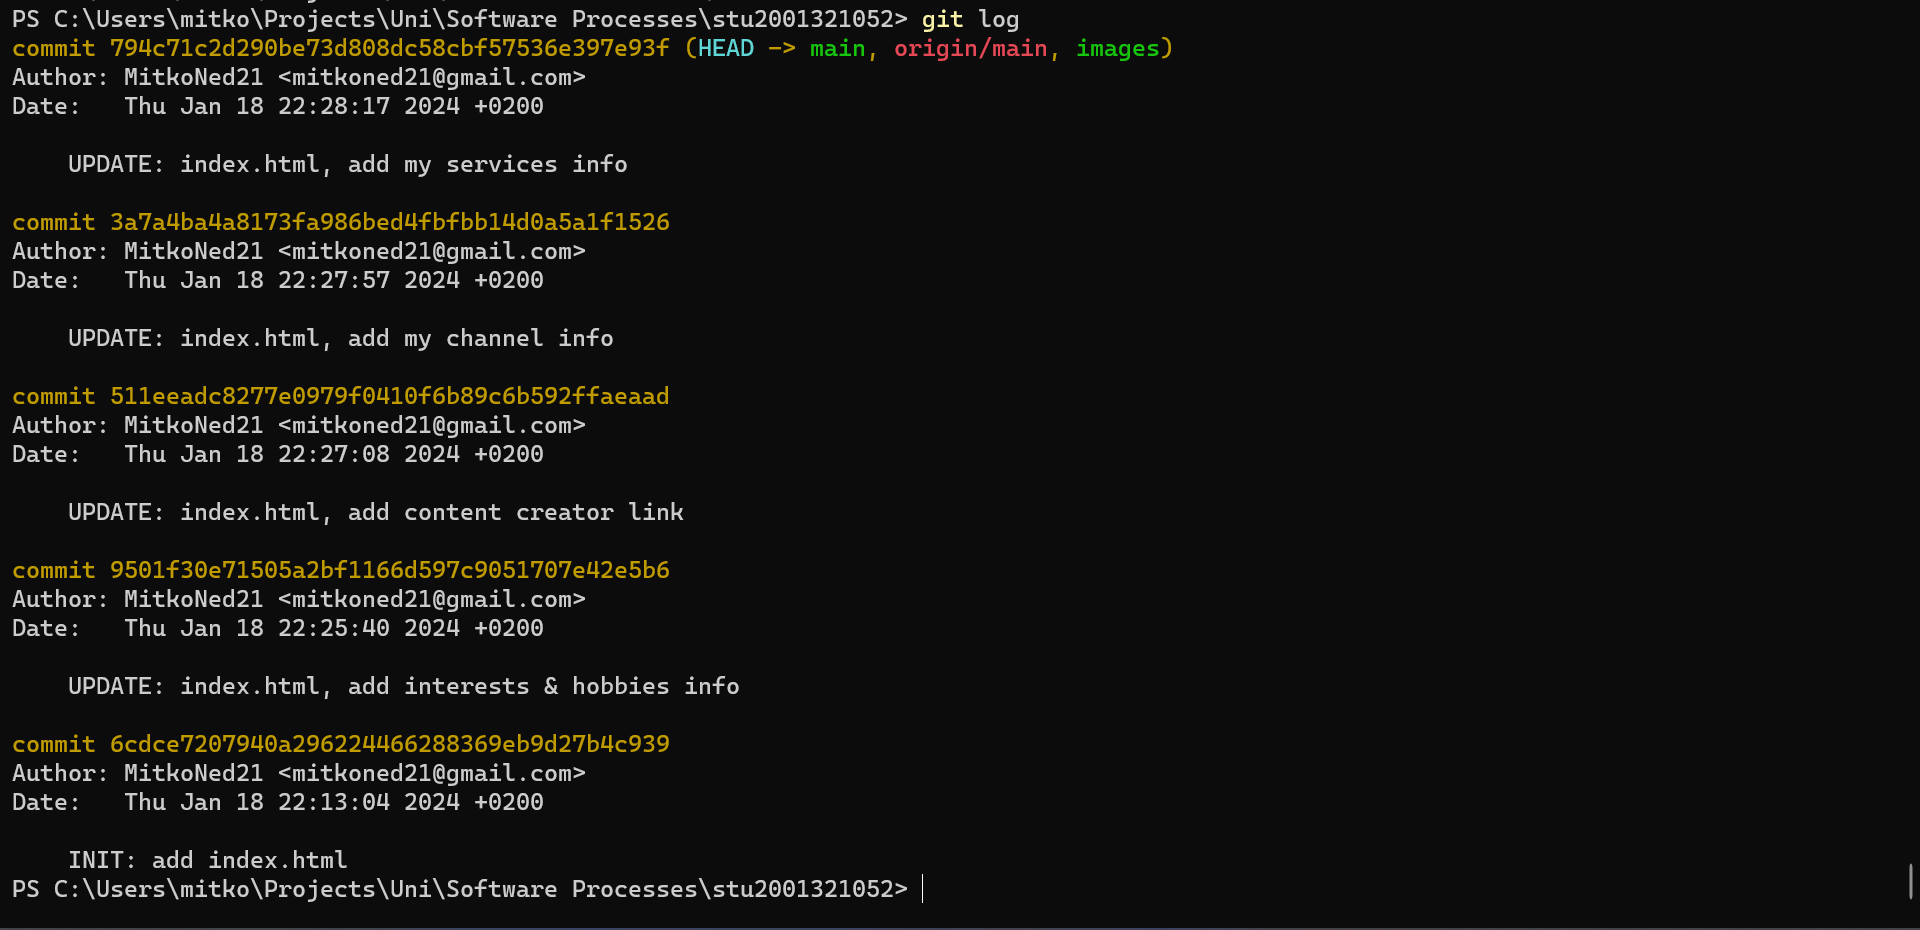 PS C:\Users\mitko\Projects\Uni\Software Processes\stu2001321052> git log
commit 794c71c2d290be73d808dc58cbf57536e397e93f (HEAD -> main, origin/main, images)
Author: MitkoNed21 <mitkoned21@gmail.com>
Date:   Thu Jan 18 22:28:17 2024 +0200

    UPDATE: index.html, add my services info

commit 3a7a4ba4a8173fa986bed4fbfbb14d0a5a1f1526
Author: MitkoNed21 <mitkoned21@gmail.com>
Date:   Thu Jan 18 22:27:57 2024 +0200

    UPDATE: index.html, add my channel info

commit 511eeadc8277e0979f0410f6b89c6b592ffaeaad
Author: MitkoNed21 <mitkoned21@gmail.com>
Date:   Thu Jan 18 22:27:08 2024 +0200

    UPDATE: index.html, add content creator link

commit 9501f30e71505a2bf1166d597c9051707e42e5b6
Author: MitkoNed21 <mitkoned21@gmail.com>
Date:   Thu Jan 18 22:25:40 2024 +0200

    UPDATE: index.html, add interests & hobbies info

commit 6cdce7207940a296224466288369eb9d27b4c939
Author: MitkoNed21 <mitkoned21@gmail.com>
Date:   Thu Jan 18 22:13:04 2024 +0200

    INIT: add index.html
PS C:\Users\mitko\Projects\Uni\Software Processes\stu2001321052>